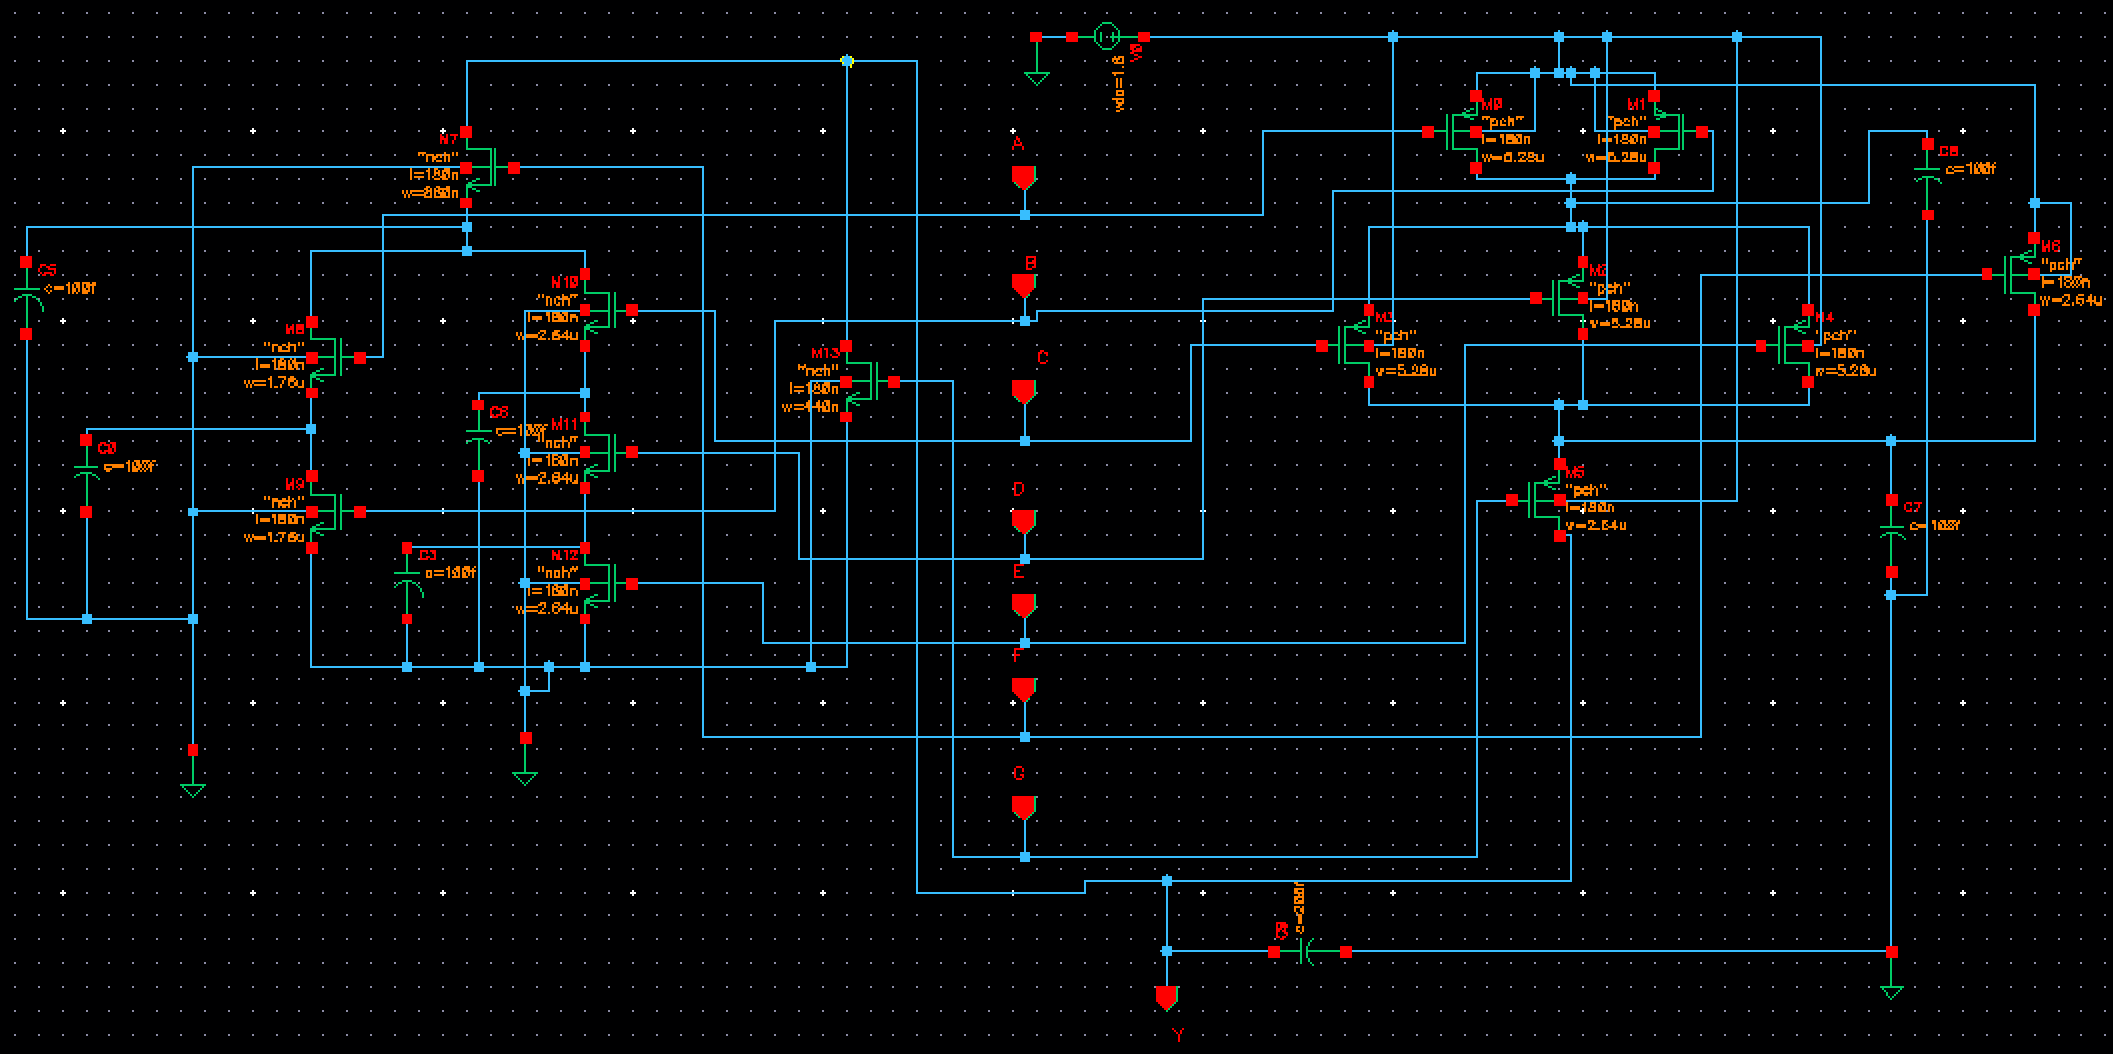 V0
vdc=1.8
A
M0
"pch"
l=180n
w=5.28u
M1
"pch"
l=180n
w=5.28u
C8
c=100f
M7
"nch"
l=180n
w=880n
B
M6
"pch"
l=180n
w=2.64u
C5
c=100f
M10
"nch"
l=180n
w=2.64u
M2
"pch"
l=180n
w=5.28u
M8
"nch"
l=180n
w=1.76u
M13
"nch"
l=180n
w=440n
C
M3
"pch"
l=180n
w=5.28u
M4
"pch"
l=180n
w=5.28u
C6
c=100f
M11
"nch"
l=180n
w=2.64u
C0
c=100f
M9
"nch"
l=180n
w=1.76u
D
M5
"pch"
l=180n
w=2.64u
C7
c=100f
C3
c=100f
M12
"nch"
l=180n
w=2.64u
E
F
G
Y